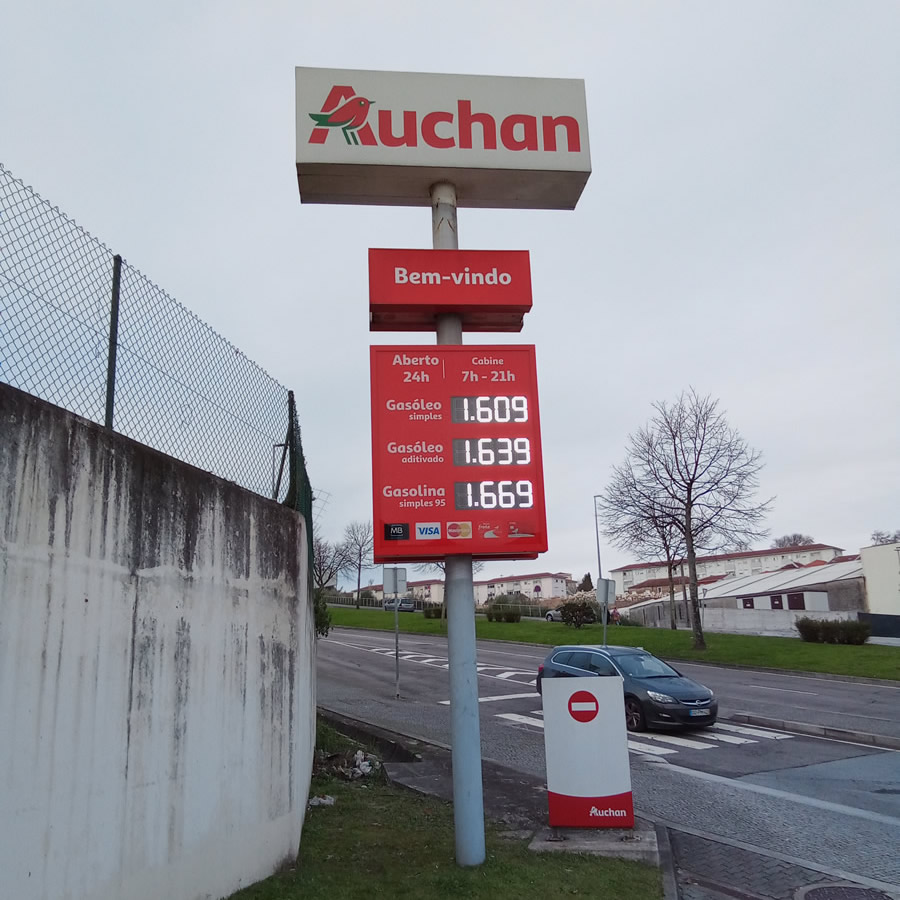 Auchan
Bem-vindo
Aberto 24h
Cabine 7h - 21h
Gasóleo simples 1.609
Gasóleo aditivado 1.639
Gasolina simples 95 1.669
MB VISA
Auchan